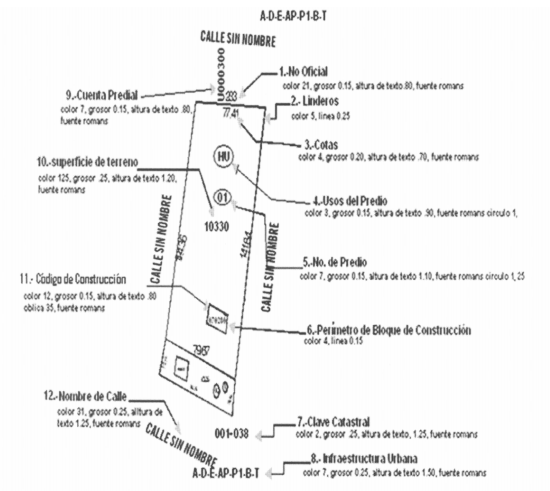 A-D-E-AP-P1-B-T
CALLE SIN NOMBRE
1.-No Oficial
color 21, grosor 0.15, altura de texto.80, fuente romans
9.-Cuenta Predial
color 7, grosor 0.15, altura de texto .80,
fuente romans
U000300
233
2.- Linderos
color 5, linea 0.25
77.41
3.-Cotas
color 4, grosor 0.20, altura de texto .70, fuente romans
HU
10.-superficie de terreno
color 125, grosor .25, altura de texto 1.20,
fuente romans
4.-Usos del Predio
color 3, grosor 0.15, altura de texto .90, fuente romans circulo 1,
01
10330
CALLE SIN NOMBRE
CALLE SIN NOMBRE
5.-No. de Predio
color 7, grosor 0.15, altura de texto 1.10, fuente romans circulo 1,25
11.- Código de Construcción
color 12, grosor 0.15, altura de texto .80
oblica 35, fuente romans
6.-Perímetro de Bloque de Construcción
color 4, linea 0.15
79.87
12.-Nombre de Calle
color 31, grosor 0.25, altura de
texto 1.25, fuente romans
CALLE SIN NOMBRE
001-038
7.-Clave Catastral
color 2, grosor .25, altura de texto, 1.25, fuente romans
8.- Infraestructura Urbana
color 7, grosor 0.25, altura de texto 1.50, fuente romans
A-D-E-AP-P1-B-T